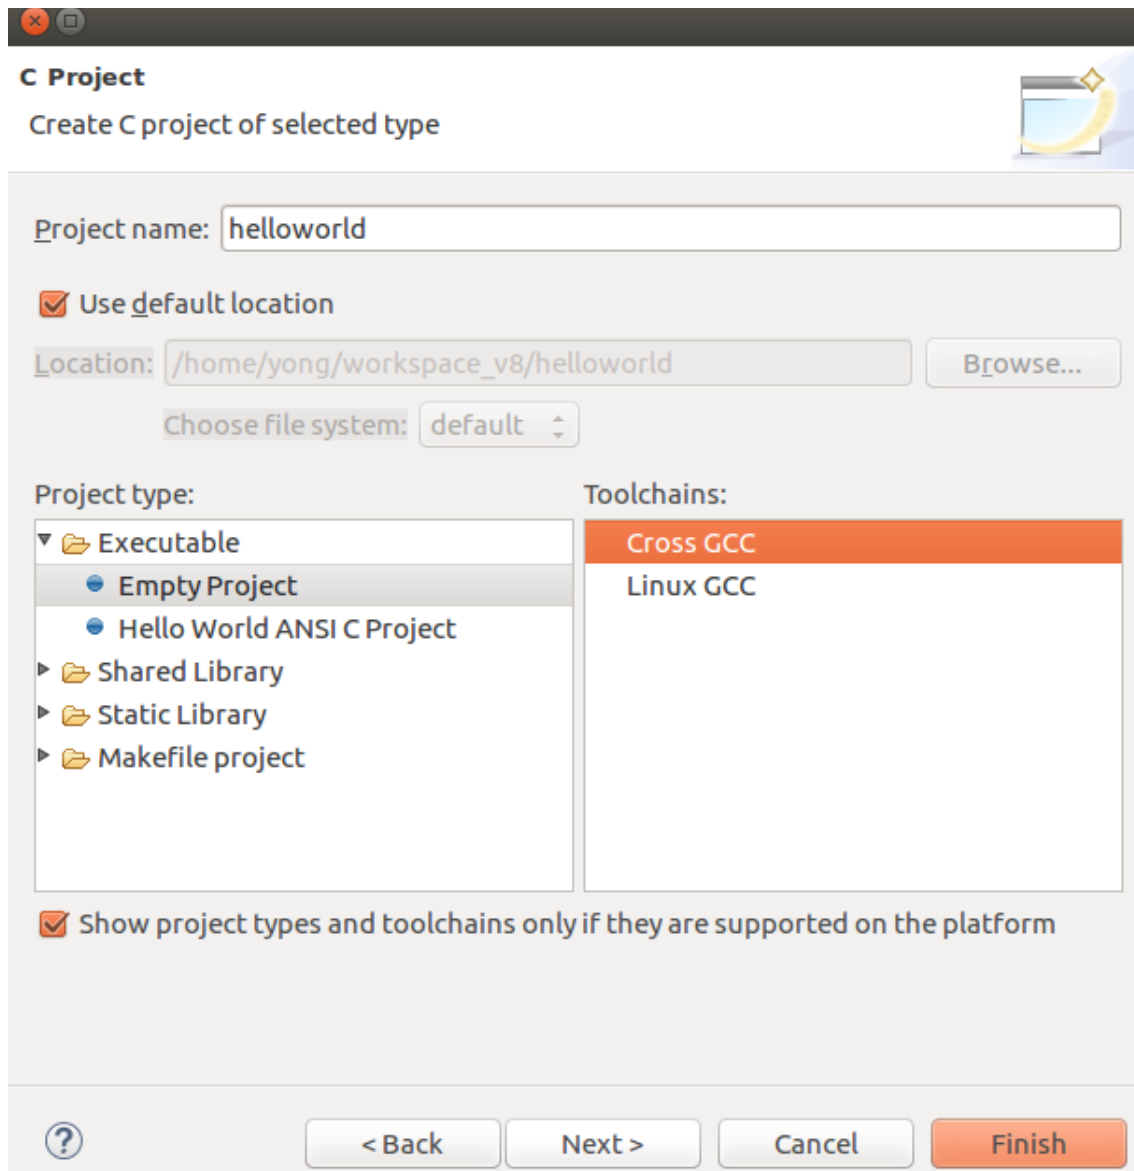 C Project
Create C project of selected type
Project name: helloworld
Use default location
Location: /home/yong/workspace_v8/helloworld Browse...
Choose file system: default
Project type: Toolchains:
Executable Cross GCC
Empty Project Linux GCC
Hello World ANSI C Project
Shared Library
Static Library
Makefile project
Show project types and toolchains only if they are supported on the platform
? < Back Next > Cancel Finish